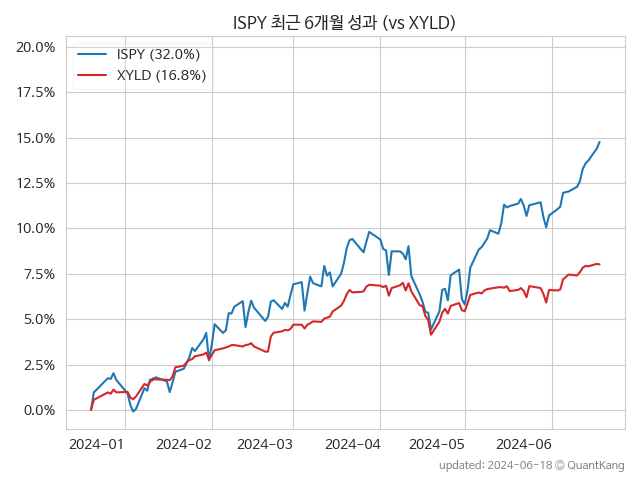 ISPY 최근 6개월 성과 (vs XYLD)
20.0%
17.5%
15.0%
12.5%
10.0%
7.5%
5.0%
2.5%
0.0%
ISPY (32.0%)
XYLD (16.8%)
2024-01 2024-02 2024-03 2024-04 2024-05 2024-06
updated: 2024-06-18 © QuantKang